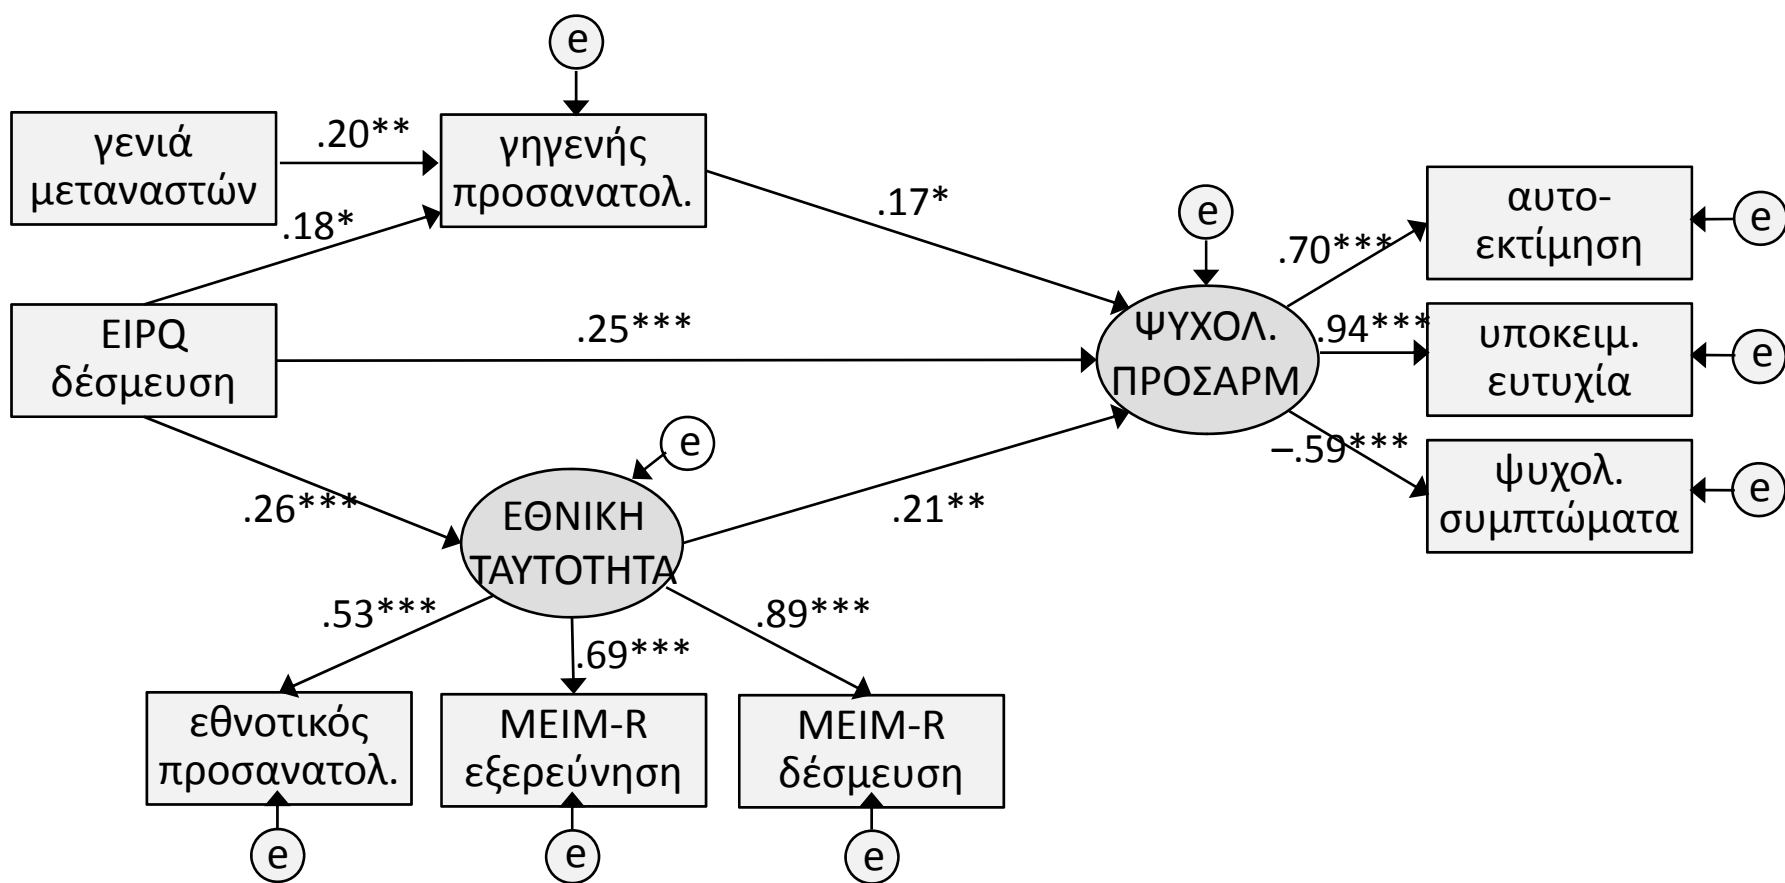 e
γενιά
μεταναστών
.20**
γηγενής
προσανατολ.
.18*
.17*
e
αυτο-
εκτίμηση
e
.70***
EIPQ
δέσμευση
.25***
ΨΥΧΟΛ.
ΠΡΟΣΑΡΜ
.94***
υποκειμ.
ευτυχία
e
e
–.59***
ψυχολ.
συμπτώματα
e
.26***
ΕΘΝΙΚΗ
ΤΑΥΤΟΤΗΤΑ
.21**
.53***
.69***
.89***
εθνοτικός
προσανατολ.
MEIM-R
εξερεύνηση
MEIM-R
δέσμευση
e
e
e